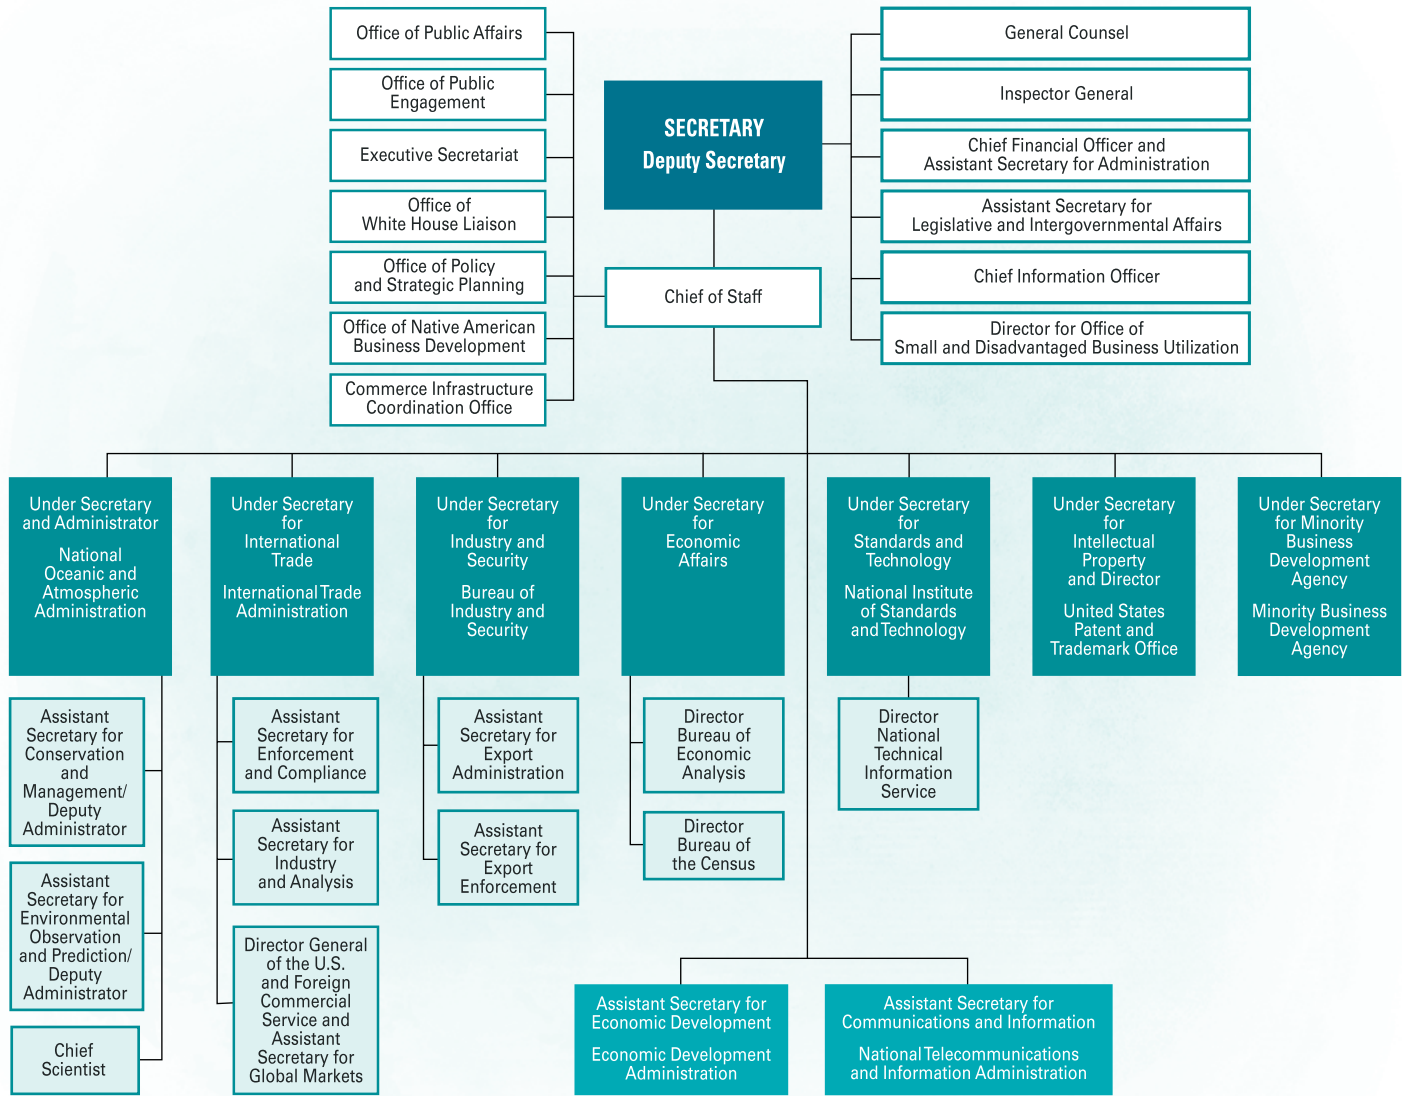 Office of Public Affairs
Office of Public
Engagement
Executive Secretariat
Office of
White House Liaison
Office of Policy
and Strategic Planning
Office of Native American
Business Development
Commerce Infrastructure
Coordination Office
SECRETARY
Deputy Secretary
Chief of Staff
General Counsel
Inspector General
Chief Financial Officer and
Assistant Secretary for Administration
Assistant Secretary for
Legislative and Intergovernmental Affairs
Chief Information Officer
Director for Office of
Small and Disadvantaged Business Utilization
Under Secretary
and Administrator
National
Oceanic and
Atmospheric
Administration
Under Secretary
for
International
Trade
International Trade
Administration
Under Secretary
for
Industry and
Security
Bureau of
Industry and
Security
Under Secretary
for
Economic
Affairs
Under Secretary
for
Standards and
Technology
National Institute
of Standards
and Technology
Under Secretary
for
Intellectual
Property
and Director
United States
Patent and
Trademark Office
Under Secretary
for Minority
Business
Development
Agency
Minority Business
Development
Agency
Assistant
Secretary for
Conservation
and
Management/
Deputy
Administrator
Assistant
Secretary for
Environmental
Observation
and Prediction/
Deputy
Administrator
Chief
Scientist
Assistant
Secretary for
Enforcement
and Compliance
Assistant
Secretary for
Industry
and Analysis
Director General
of the U.S.
and Foreign
Commercial
Service and
Assistant
Secretary for
Global Markets
Assistant
Secretary for
Export
Administration
Assistant
Secretary for
Export
Enforcement
Director
Bureau of
Economic
Analysis
Director
Bureau of
the Census
Director
National
Technical
Information
Service
Assistant Secretary for
Economic Development
Economic Development
Administration
Assistant Secretary for
Communications and Information
National Telecommunications
and Information Administration